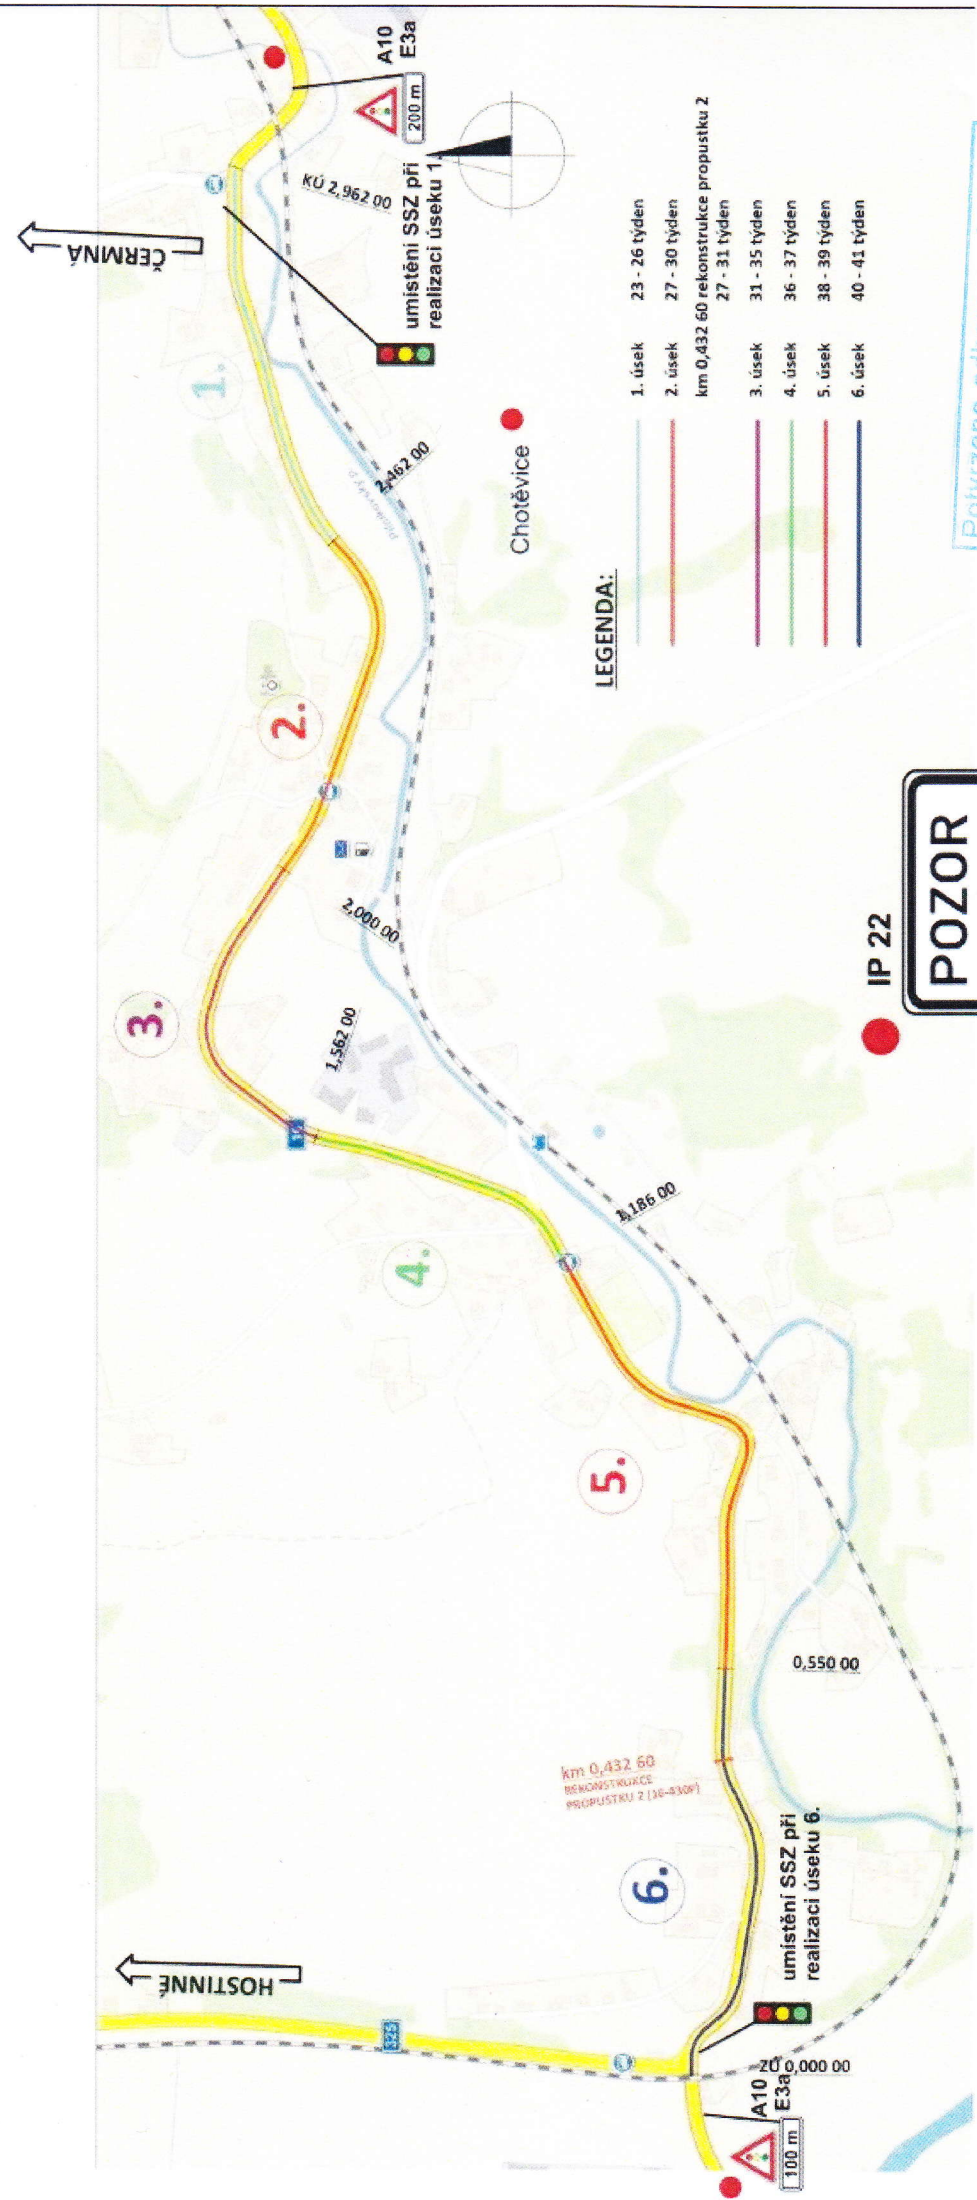 HOSTINNÉ
325
ZÚ 0,000 00
A10
E3a
100 m
umístění SSZ při
realizaci úseku 6.
6.
km 0,432 60
REKONSTRUKCE
PROPUSTKU 2 (16-430P)
0,550 00
5.
4.
1,186 00
3.
1,562 00
2,000 00
2.
2,462 00
1.
ČERMNÁ
KÚ 2,962 00
umístění SSZ při
realizaci úseku 1.
A10
E3a
200 m
Chotěvice
LEGENDA:
1. úsek 23 - 26 týden
2. úsek 27 - 30 týden
km 0,432 60 rekonstrukce propustku 2
27 - 31 týden
3. úsek 31 - 35 týden
4. úsek 36 - 37 týden
5. úsek 38 - 39 týden
6. úsek 40 - 41 týden
IP 22
POZOR